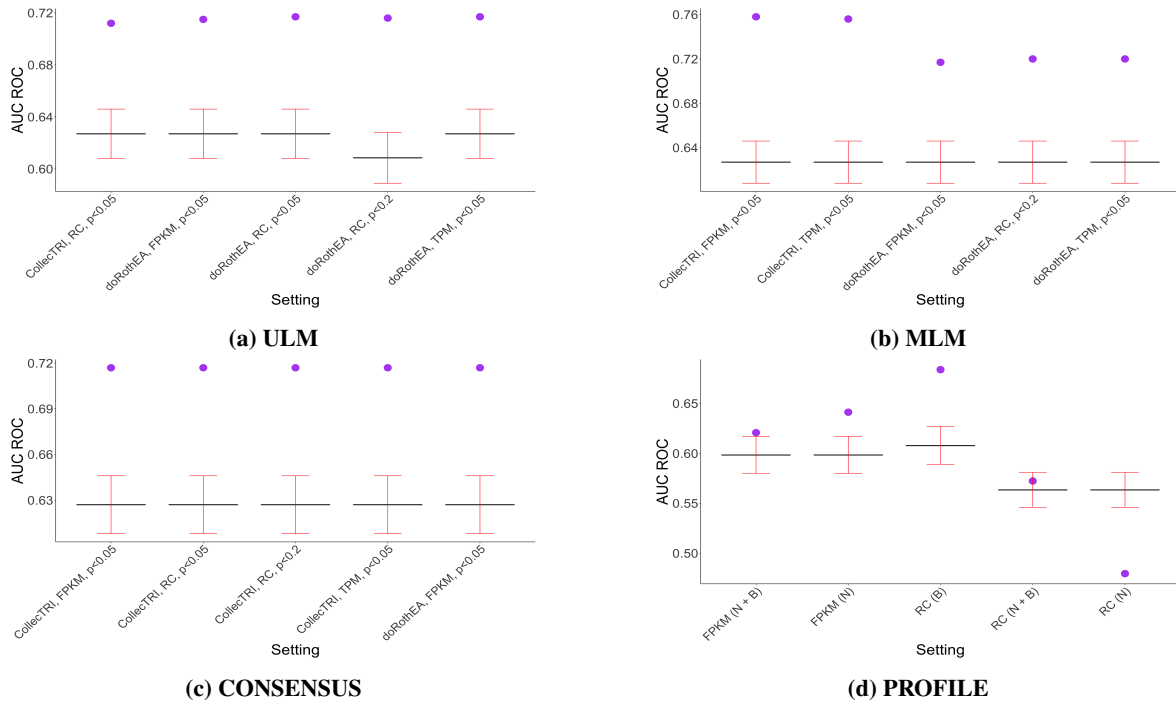 AUC ROC
0.72
0.68
0.64
0.60
CollecTRI, RC, p<0.05
doRothEA, FPKM, p<0.05
doRothEA, RC, p<0.05
doRothEA, RC, p<0.2
doRothEA, TPM, p<0.05
Setting
(a) ULM
AUC ROC
0.76
0.72
0.68
0.64
CollecTRI, FPKM, p<0.05
CollecTRI, TPM, p<0.05
doRothEA, FPKM, p<0.05
doRothEA, RC, p<0.2
doRothEA, TPM, p<0.05
Setting
(b) MLM
AUC ROC
0.72
0.69
0.66
0.63
CollecTRI, FPKM, p<0.05
CollecTRI, RC, p<0.05
CollecTRI, RC, p<0.2
CollecTRI, TPM, p<0.05
doRothEA, FPKM, p<0.05
Setting
(c) CONSENSUS
AUC ROC
0.65
0.60
0.55
0.50
FPKM (N + B)
FPKM (N)
RC (B)
RC (N + B)
RC (N)
Setting
(d) PROFILE